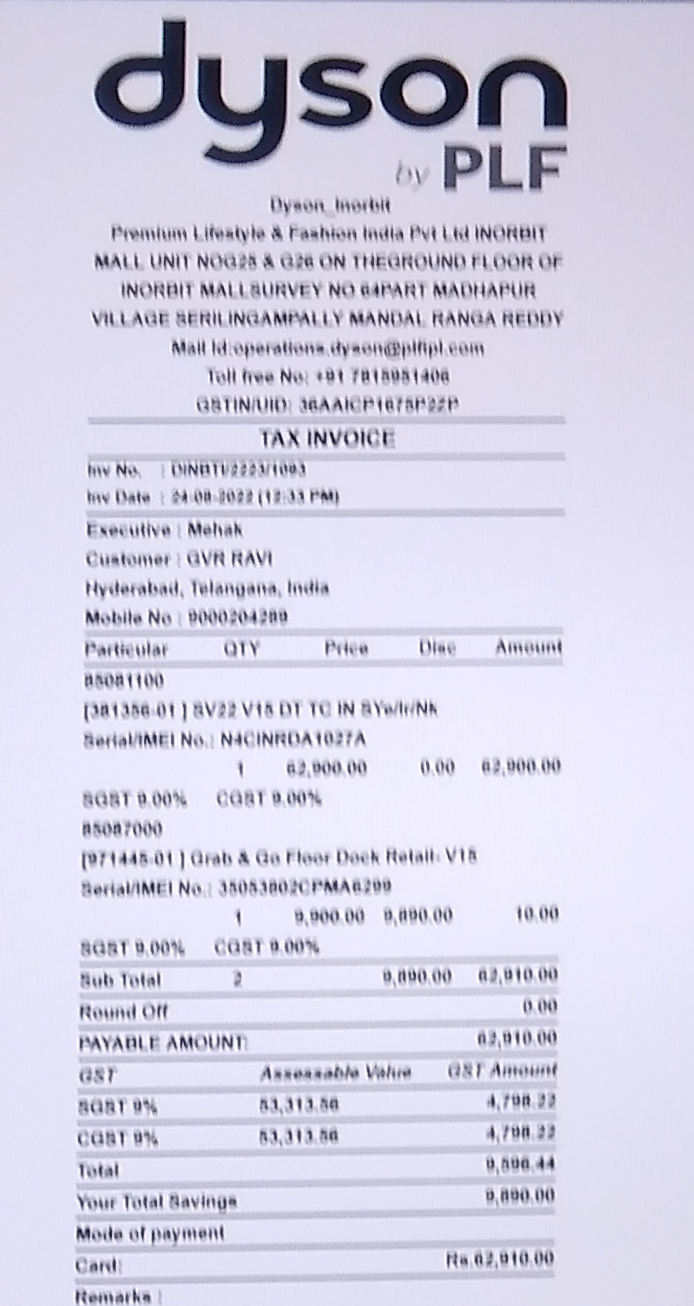 dyson
by PLF
Dyson_Inorbit
Premium Lifestyle & Fashion India Pvt Ltd INORBIT
MALL UNIT NOG25 & G26 ON THEGROUND FLOOR OF
INORBIT MALLSURVEY NO 64PART MADHAPUR
VILLAGE SERILINGAMPALLY MANDAL RANGA REDDY
Mail Id:operations.dyson@plfipl.com
Toll free No: +91 7815951406
GSTIN/UID: 36AAICP1675P22P
TAX INVOICE
Inv No. : DINBTI/2223/1093
Inv Date : 24-08-2022 (12:33 PM)
Executive : Mehak
Customer : GVR RAVI
Hyderabad, Telangana, India
Mobile No : 9000204289
Particular QTY Price Disc Amount
85081100
[381356-01 ] SV22 V15 DT TC IN SYe/Ir/Nk
Serial/IMEI No.: N4CINRDA1027A
1 62,900.00 0.00 62,900.00
SGST 9.00% CGST 9.00%
85087000
[971445-01 ] Grab & Go Floor Dock Retail- V15
Serial/IMEI No.: 35053802CPMA6299
1 9,900.00 9,890.00 10.00
SGST 9.00% CGST 9.00%
Sub Total 2 9,890.00 62,910.00
Round Off 0.00
PAYABLE AMOUNT: 62,910.00
GST Assessable Value GST Amount
SGST 9% 53,313.56 4,798.22
CGST 9% 53,313.56 4,798.22
Total 9,596.44
Your Total Savings 9,890.00
Mode of payment
Card: Rs.62,910.00
Remarks :